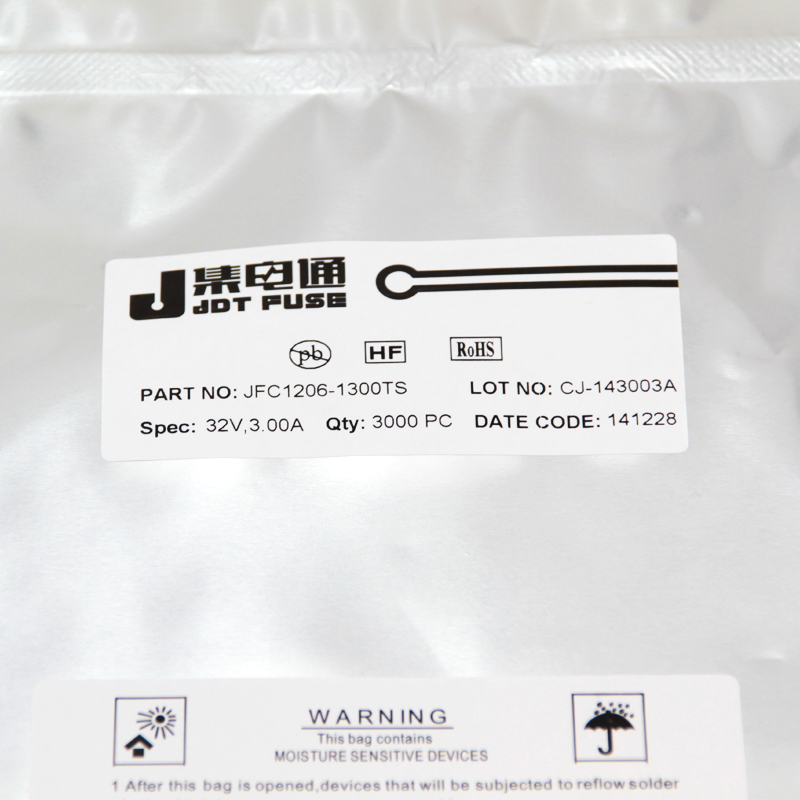 集电通
JDT FUSE
pb HF RoHS
PART NO: JFC1206-1300TS LOT NO: CJ-143003A
Spec: 32V,3.00A Qty: 3000 PC DATE CODE: 141228
WARNING
This bag contains
MOISTURE SENSITIVE DEVICES
1 After this bag is opened,devices that will be subjected to reflow solder